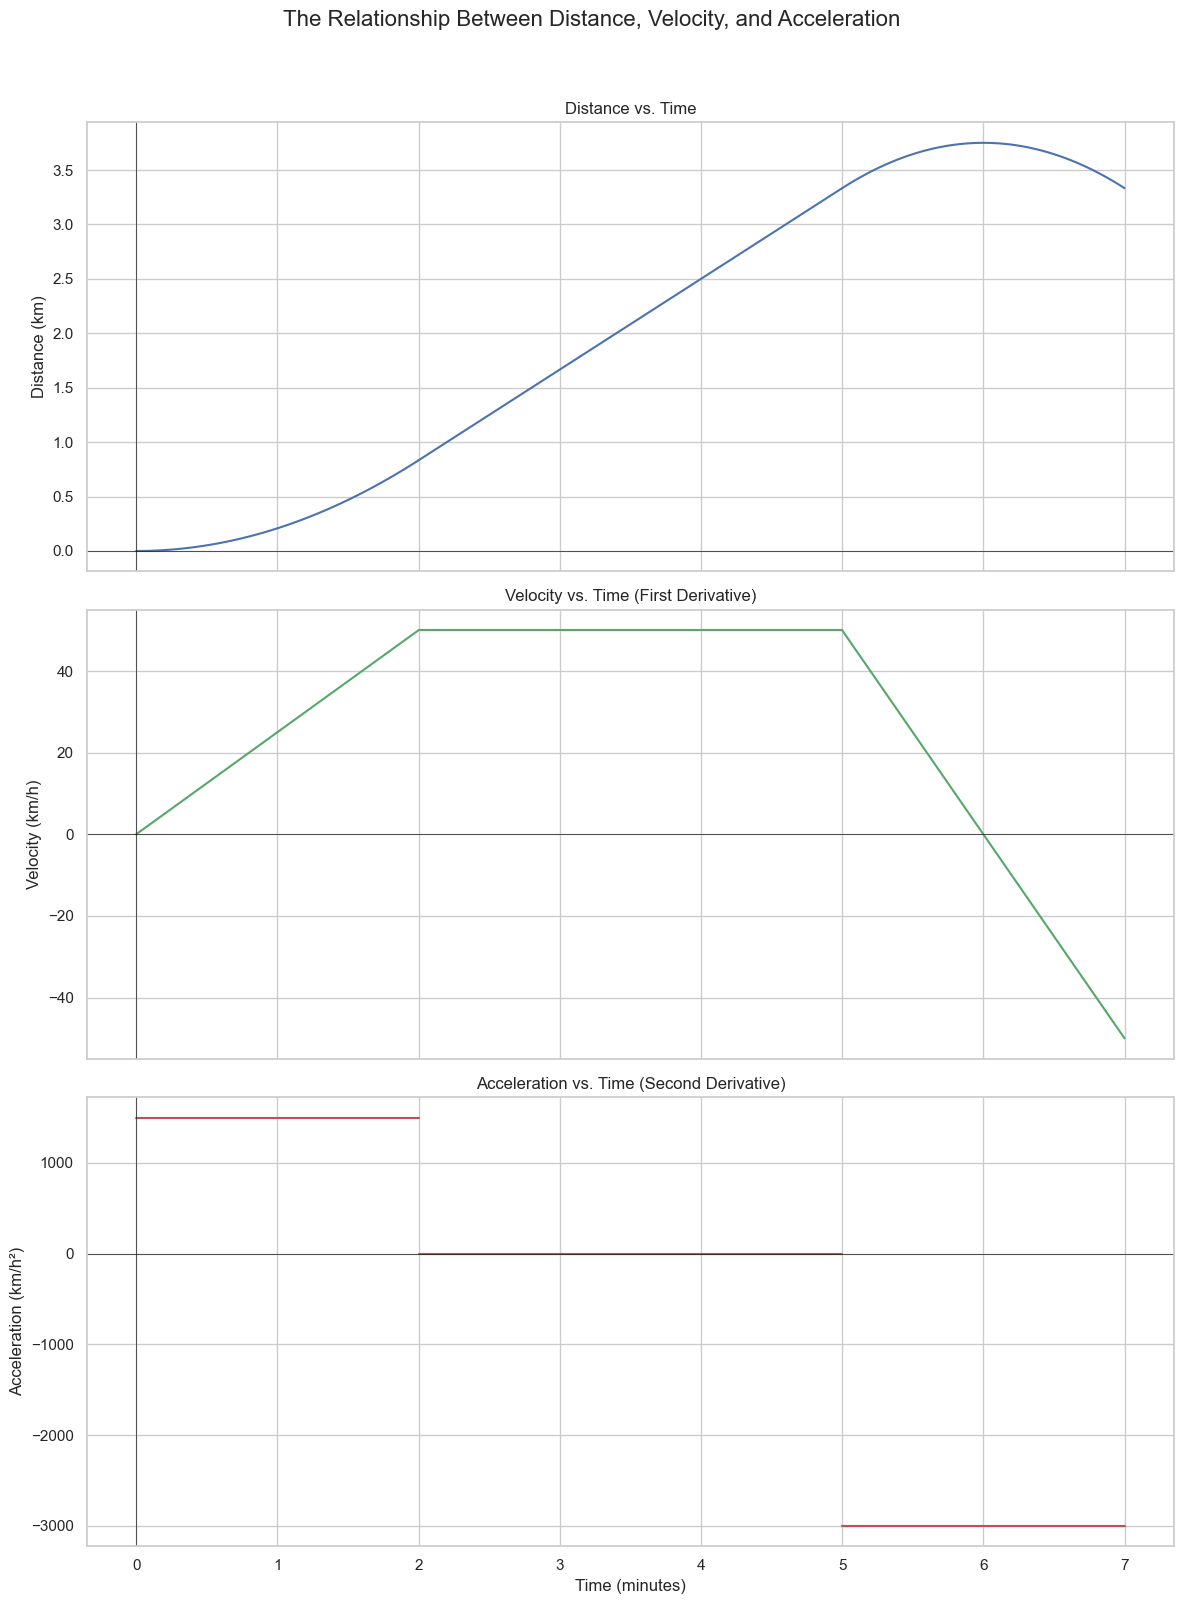 The Relationship Between Distance, Velocity, and Acceleration
Distance vs. Time
Distance (km)
3.5
3.0
2.5
2.0
1.5
1.0
0.5
0.0
Velocity vs. Time (First Derivative)
Velocity (km/h)
40
20
0
−20
−40
Acceleration vs. Time (Second Derivative)
Acceleration (km/h²)
1000
0
−1000
−2000
−3000
0 1 2 3 4 5 6 7
Time (minutes)